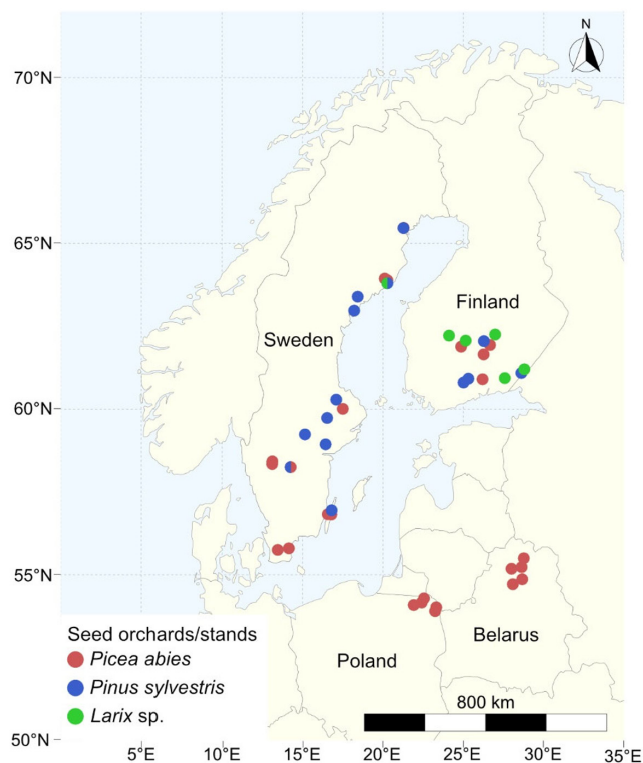 N
70°N
65°N
Finland
Sweden
60°N
55°N
Seed orchards/stands
Picea abies
Pinus sylvestris
Larix sp.
Belarus
Poland
800 km
50°N
5°E 10°E 15°E 20°E 25°E 30°E 35°E